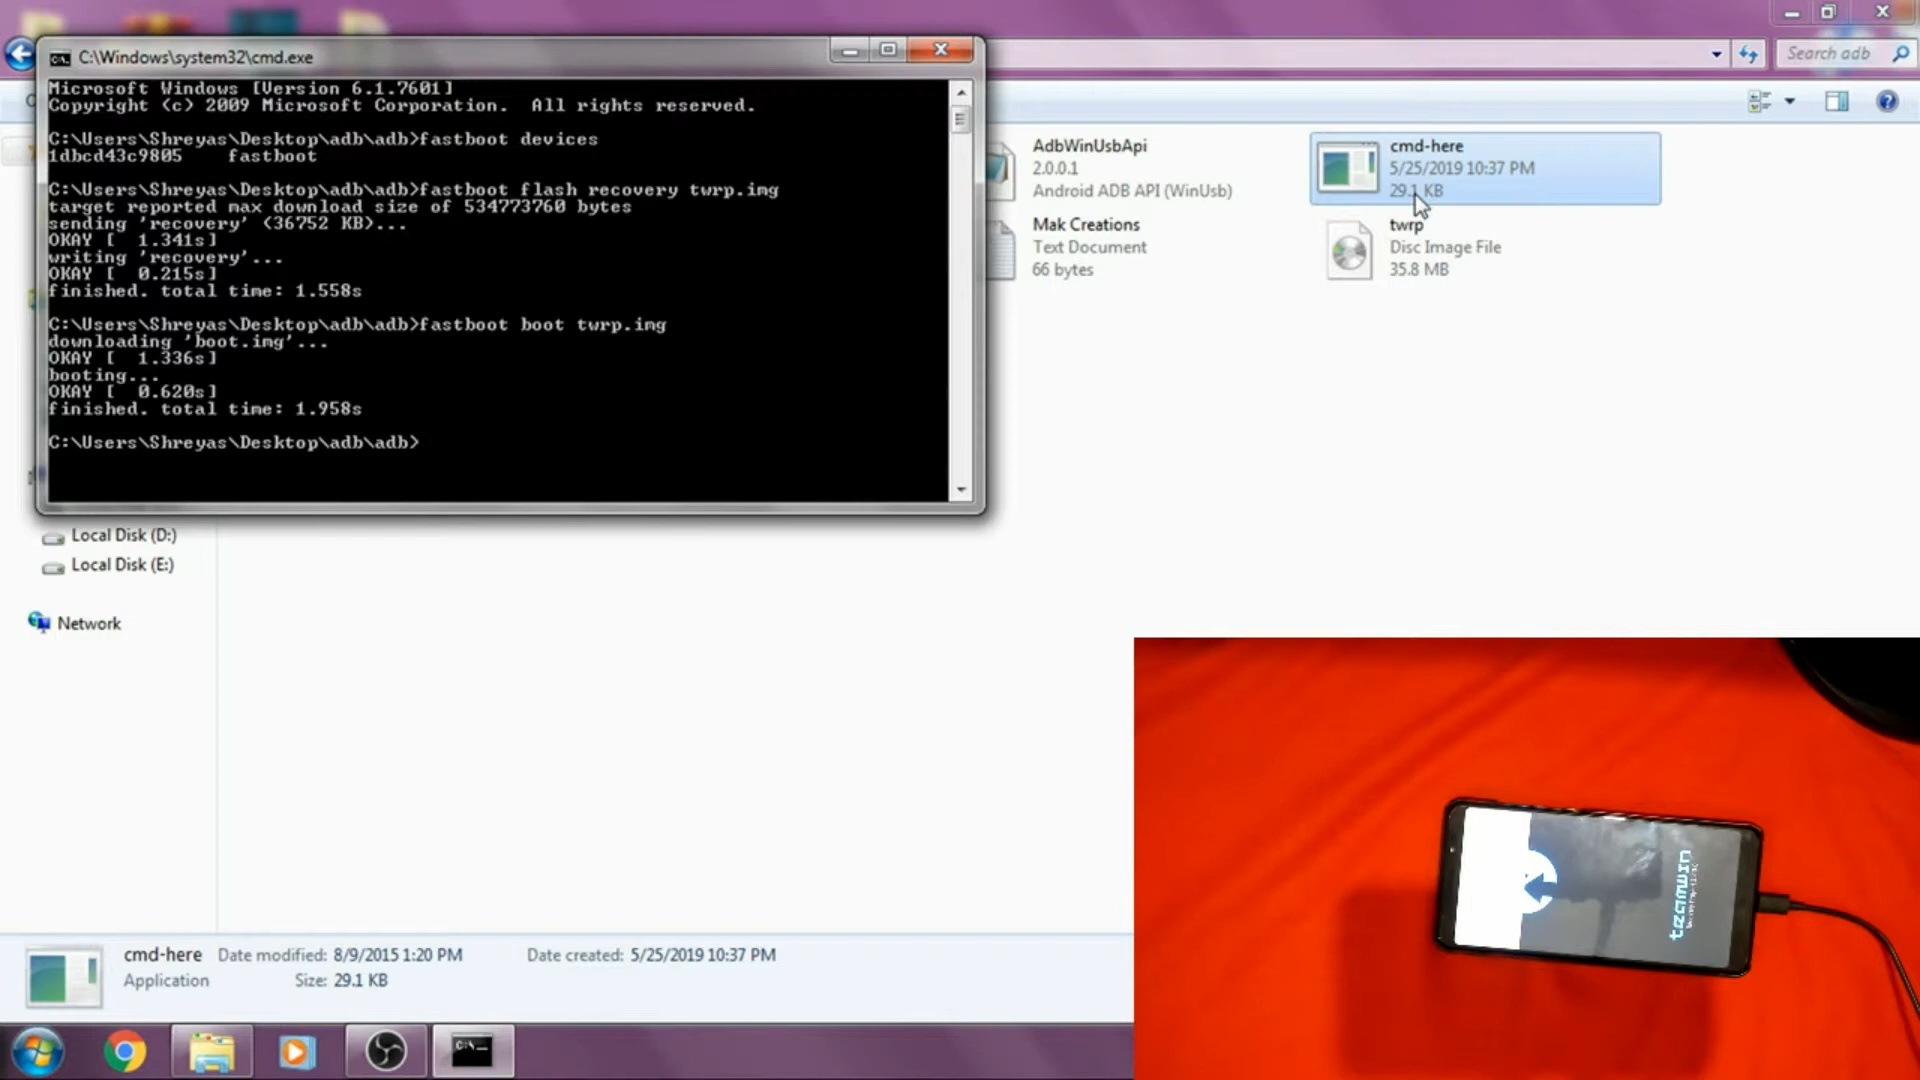 C:\Windows\system32\cmd.exe
Microsoft Windows [Version 6.1.7601]
Copyright (c) 2009 Microsoft Corporation.  All rights reserved.
C:\Users\Shreyas\Desktop\adb\adb>fastboot devices
1dbcd43c9805    fastboot
C:\Users\Shreyas\Desktop\adb\adb>fastboot flash recovery twrp.img
target reported max download size of 534773760 bytes
sending 'recovery' (36752 KB)...
OKAY [  1.341s]
writing 'recovery'...
OKAY [  0.215s]
finished. total time: 1.558s
C:\Users\Shreyas\Desktop\adb\adb>fastboot boot twrp.img
downloading 'boot.img'...
OKAY [  1.336s]
booting...
OKAY [  0.620s]
finished. total time: 1.958s
C:\Users\Shreyas\Desktop\adb\adb>
Search adb
AdbWinUsbApi
2.0.0.1
Android ADB API (WinUsb)
cmd-here
5/25/2019 10:37 PM
29.1 KB
Mak Creations
Text Document
66 bytes
twrp
Disc Image File
35.8 MB
Local Disk (D:)
Local Disk (E:)
Network
cmd-here
Date modified: 8/9/2015 1:20 PM
Date created: 5/25/2019 10:37 PM
Application
Size: 29.1 KB
teamwin